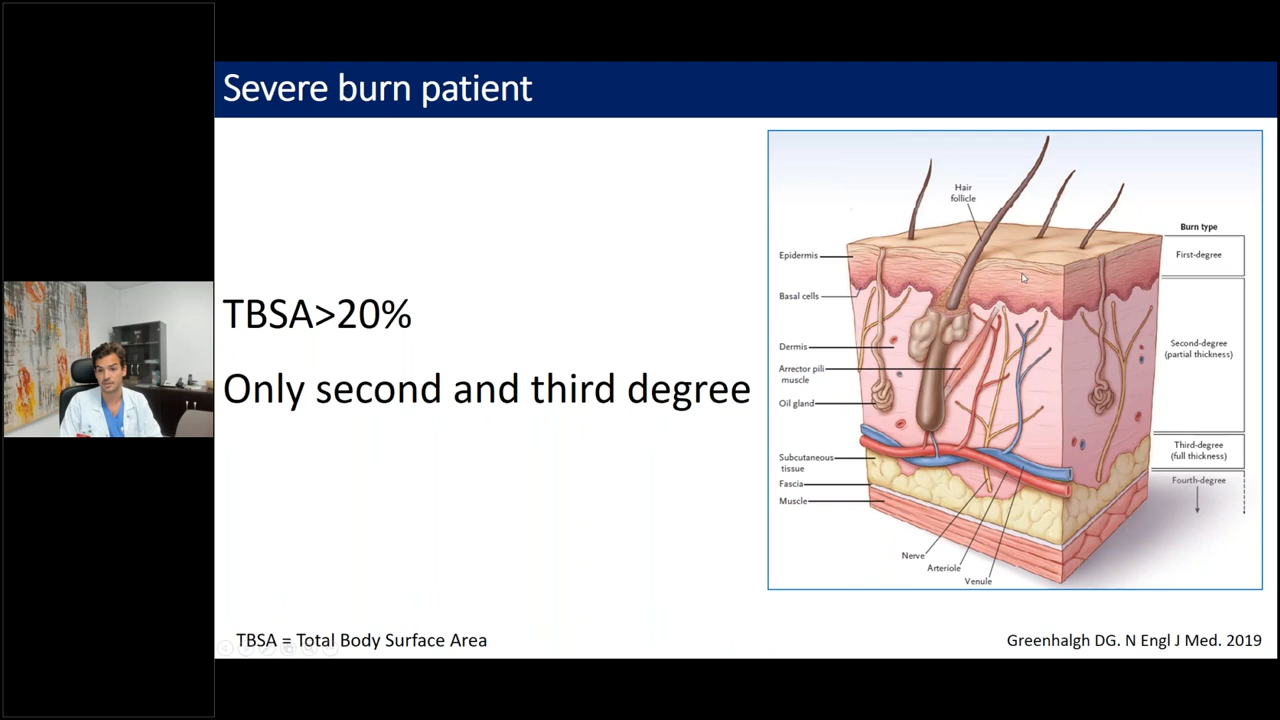 Severe burn patient
TBSA>20%
Only second and third degree
Hair
follicle
Epidermis
Basal cells
Dermis
Arrector pili
muscle
Oil gland
Subcutaneous
tissue
Fascia
Muscle
Nerve
Arteriole
Venule
Burn type
First-degree
Second-degree
(partial thickness)
Third-degree
(full thickness)
Fourth-degree
TBSA = Total Body Surface Area
Greenhalgh DG. N Engl J Med. 2019